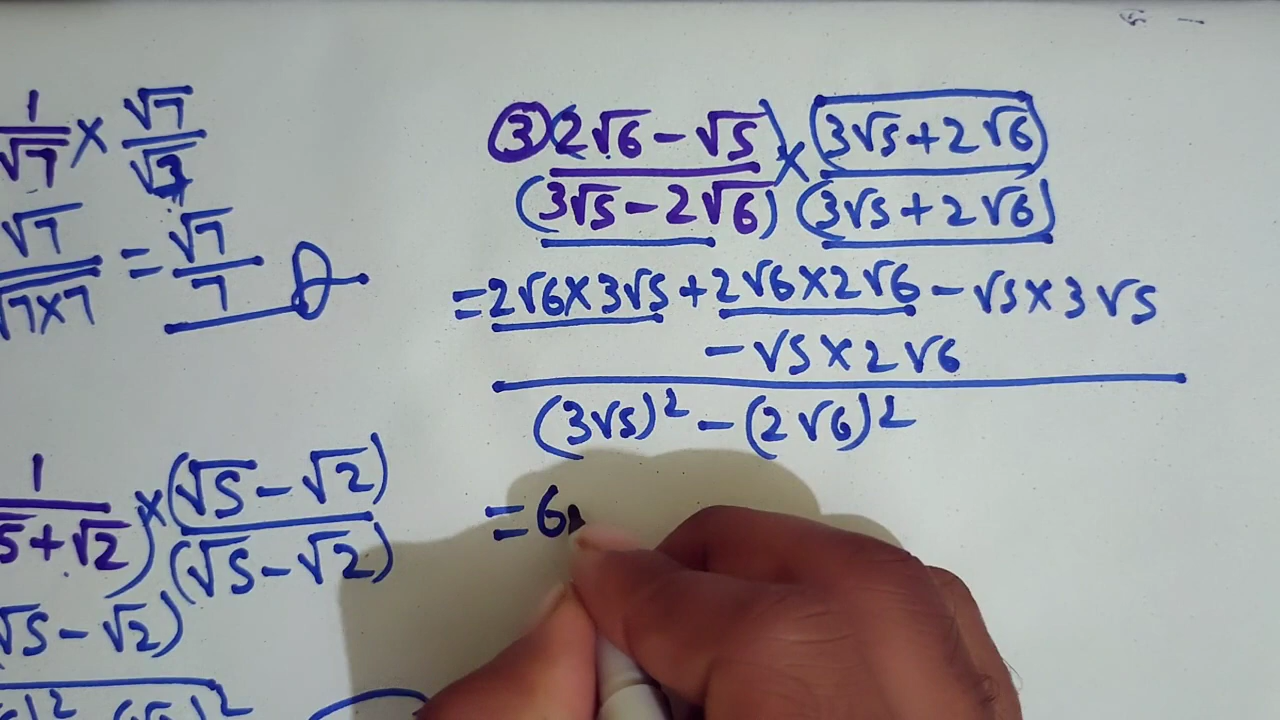 1/√7 × √7/√7
√7/√7×7 = √7/7
1/√5+√2) × (√5-√2)/(√5-√2)
√5-√2)
③ (2√6-√5)/(3√5-2√6) × (3√5+2√6)/(3√5+2√6)
=2√6×3√5+2√6×2√6-√5×3√5
-√5×2√6
(3√5)²-(2√6)²
=6